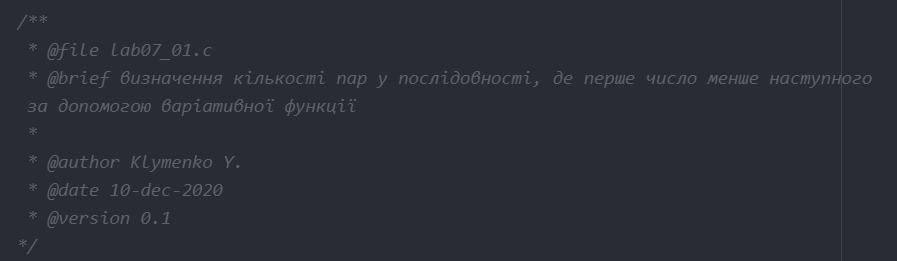 /**
* @file lab07_01.c
* @brief визначення кількості пар у послідовності, де перше число менше наступного
за допомогою варіативної функції
*
* @author Klymenko Y.
* @date 10-dec-2020
* @version 0.1
*/